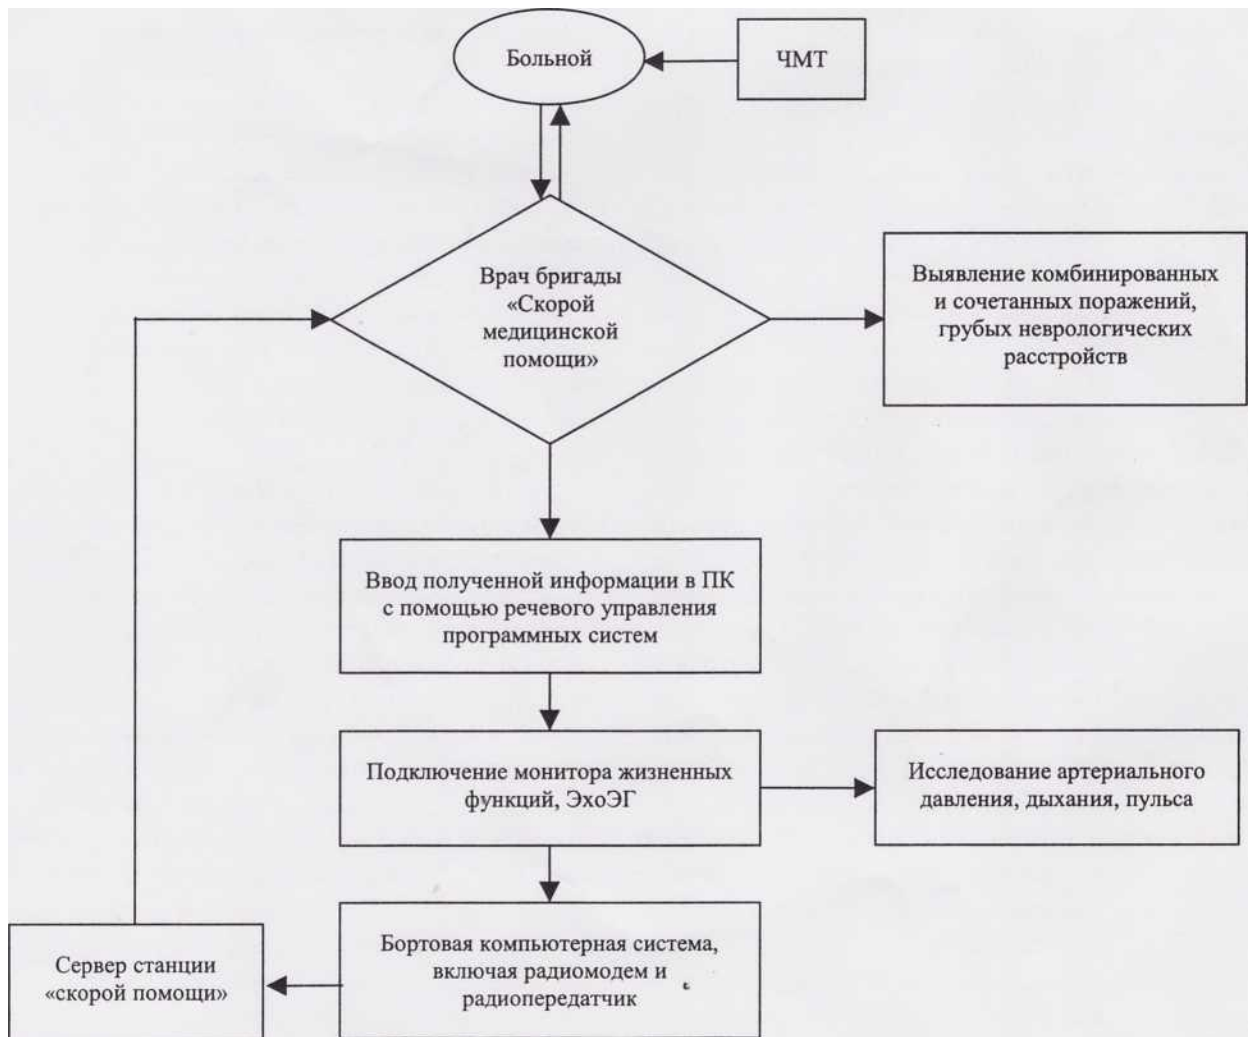 Больной
ЧМТ
Врач бригады
«Скорой
медицинской
помощи»
Выявление комбинированных
и сочетанных поражений,
грубых неврологических
расстройств
Ввод полученной информации в ПК
с помощью речевого управления
программных систем
Подключение монитора жизненных
функций, ЭхоЭГ
Исследование артериального
давления, дыхания, пульса
Бортовая компьютерная система,
включая радиомодем и
радиопередатчик
Сервер станции
«скорой помощи»